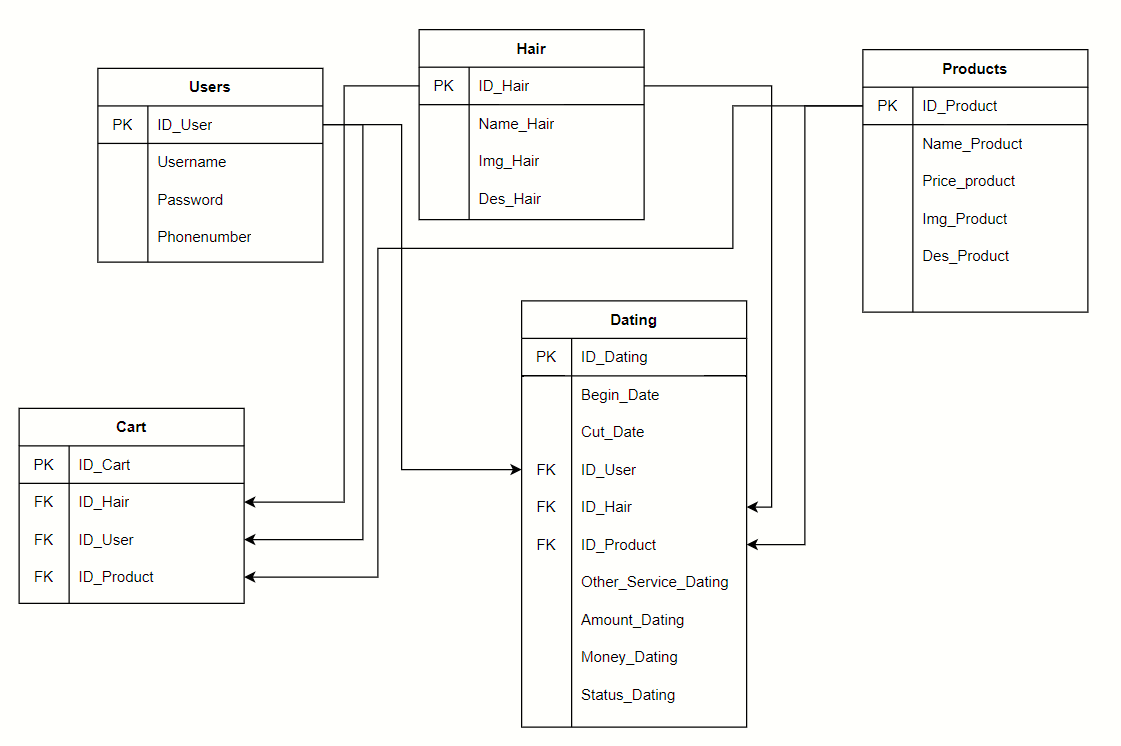 Users
PK ID_User
Username
Password
Phonenumber
Hair
PK ID_Hair
Name_Hair
Img_Hair
Des_Hair
Products
PK ID_Product
Name_Product
Price_product
Img_Product
Des_Product
Dating
PK ID_Dating
Begin_Date
Cut_Date
FK ID_User
FK ID_Hair
FK ID_Product
Other_Service_Dating
Amount_Dating
Money_Dating
Status_Dating
Cart
PK ID_Cart
FK ID_Hair
FK ID_User
FK ID_Product